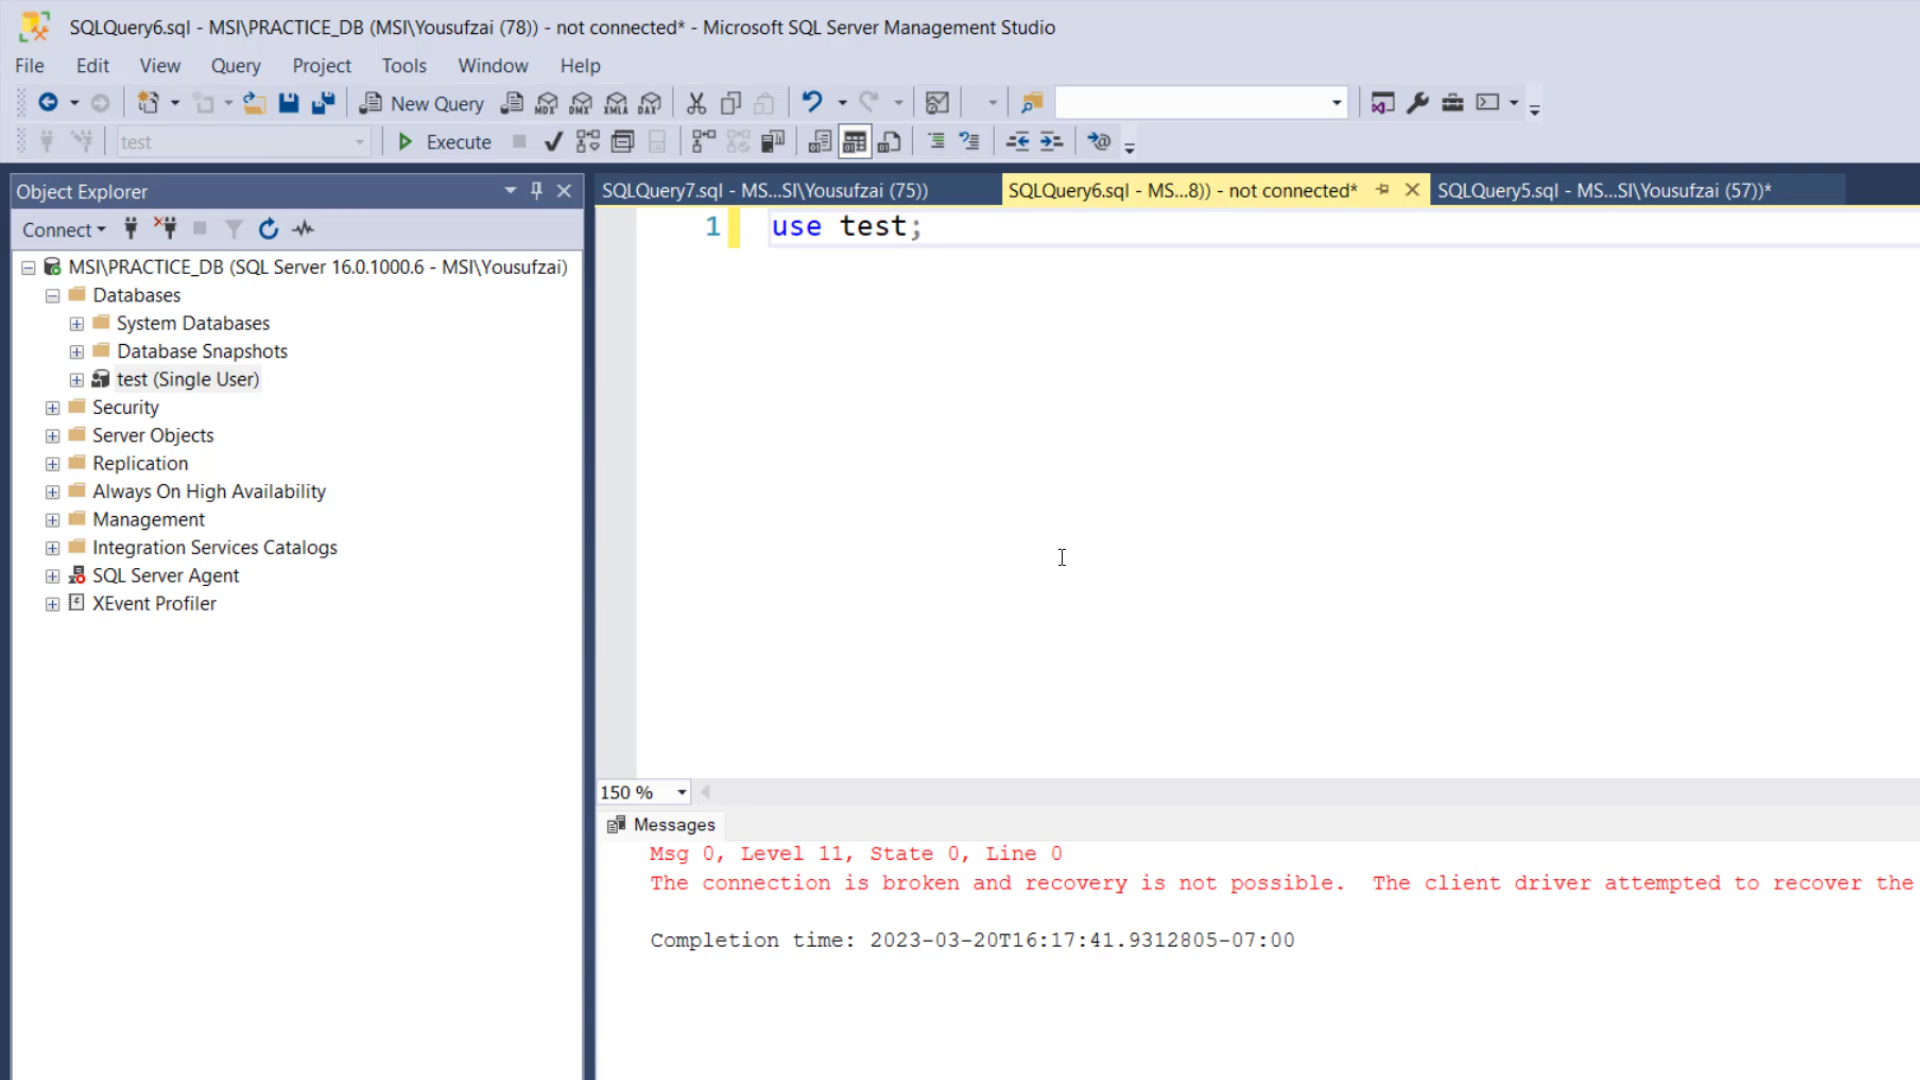 SQLQuery6.sql - MSI\PRACTICE_DB (MSI\Yousufzai (78)) - not connected* - Microsoft SQL Server Management Studio
File Edit View Query Project Tools Window Help
New Query MDX DMX XMLA DAX
test Execute
Object Explorer
SQLQuery7.sql - MS...SI\Yousufzai (75)) SQLQuery6.sql - MS...8)) - not connected* SQLQuery5.sql - MS...SI\Yousufzai (57))*
Connect
1 use test;
MSI\PRACTICE_DB (SQL Server 16.0.1000.6 - MSI\Yousufzai)
Databases
System Databases
Database Snapshots
test (Single User)
Security
Server Objects
Replication
Always On High Availability
Management
Integration Services Catalogs
SQL Server Agent
XEvent Profiler
150 %
Messages
Msg 0, Level 11, State 0, Line 0
The connection is broken and recovery is not possible.  The client driver attempted to recover the
Completion time: 2023-03-20T16:17:41.9312805-07:00